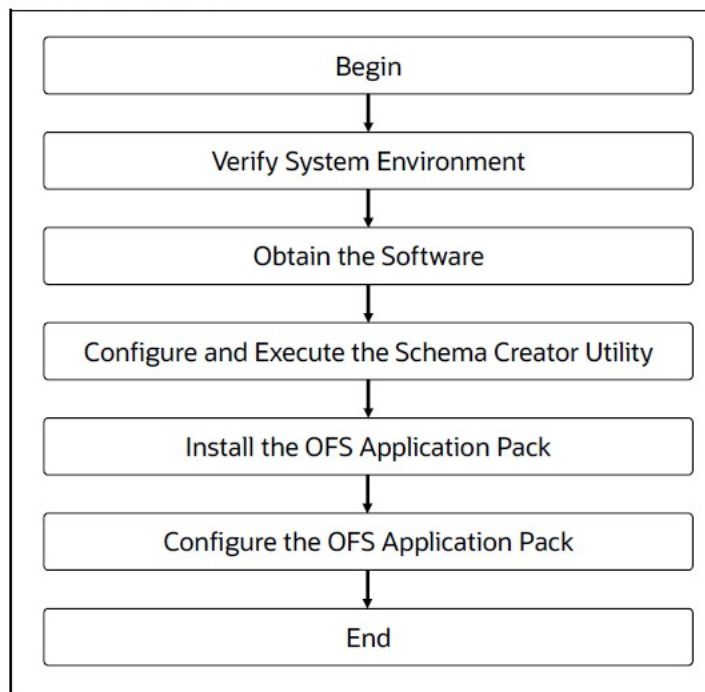 Begin
Verify System Environment
Obtain the Software
Configure and Execute the Schema Creator Utility
Install the OFS Application Pack
Configure the OFS Application Pack
End